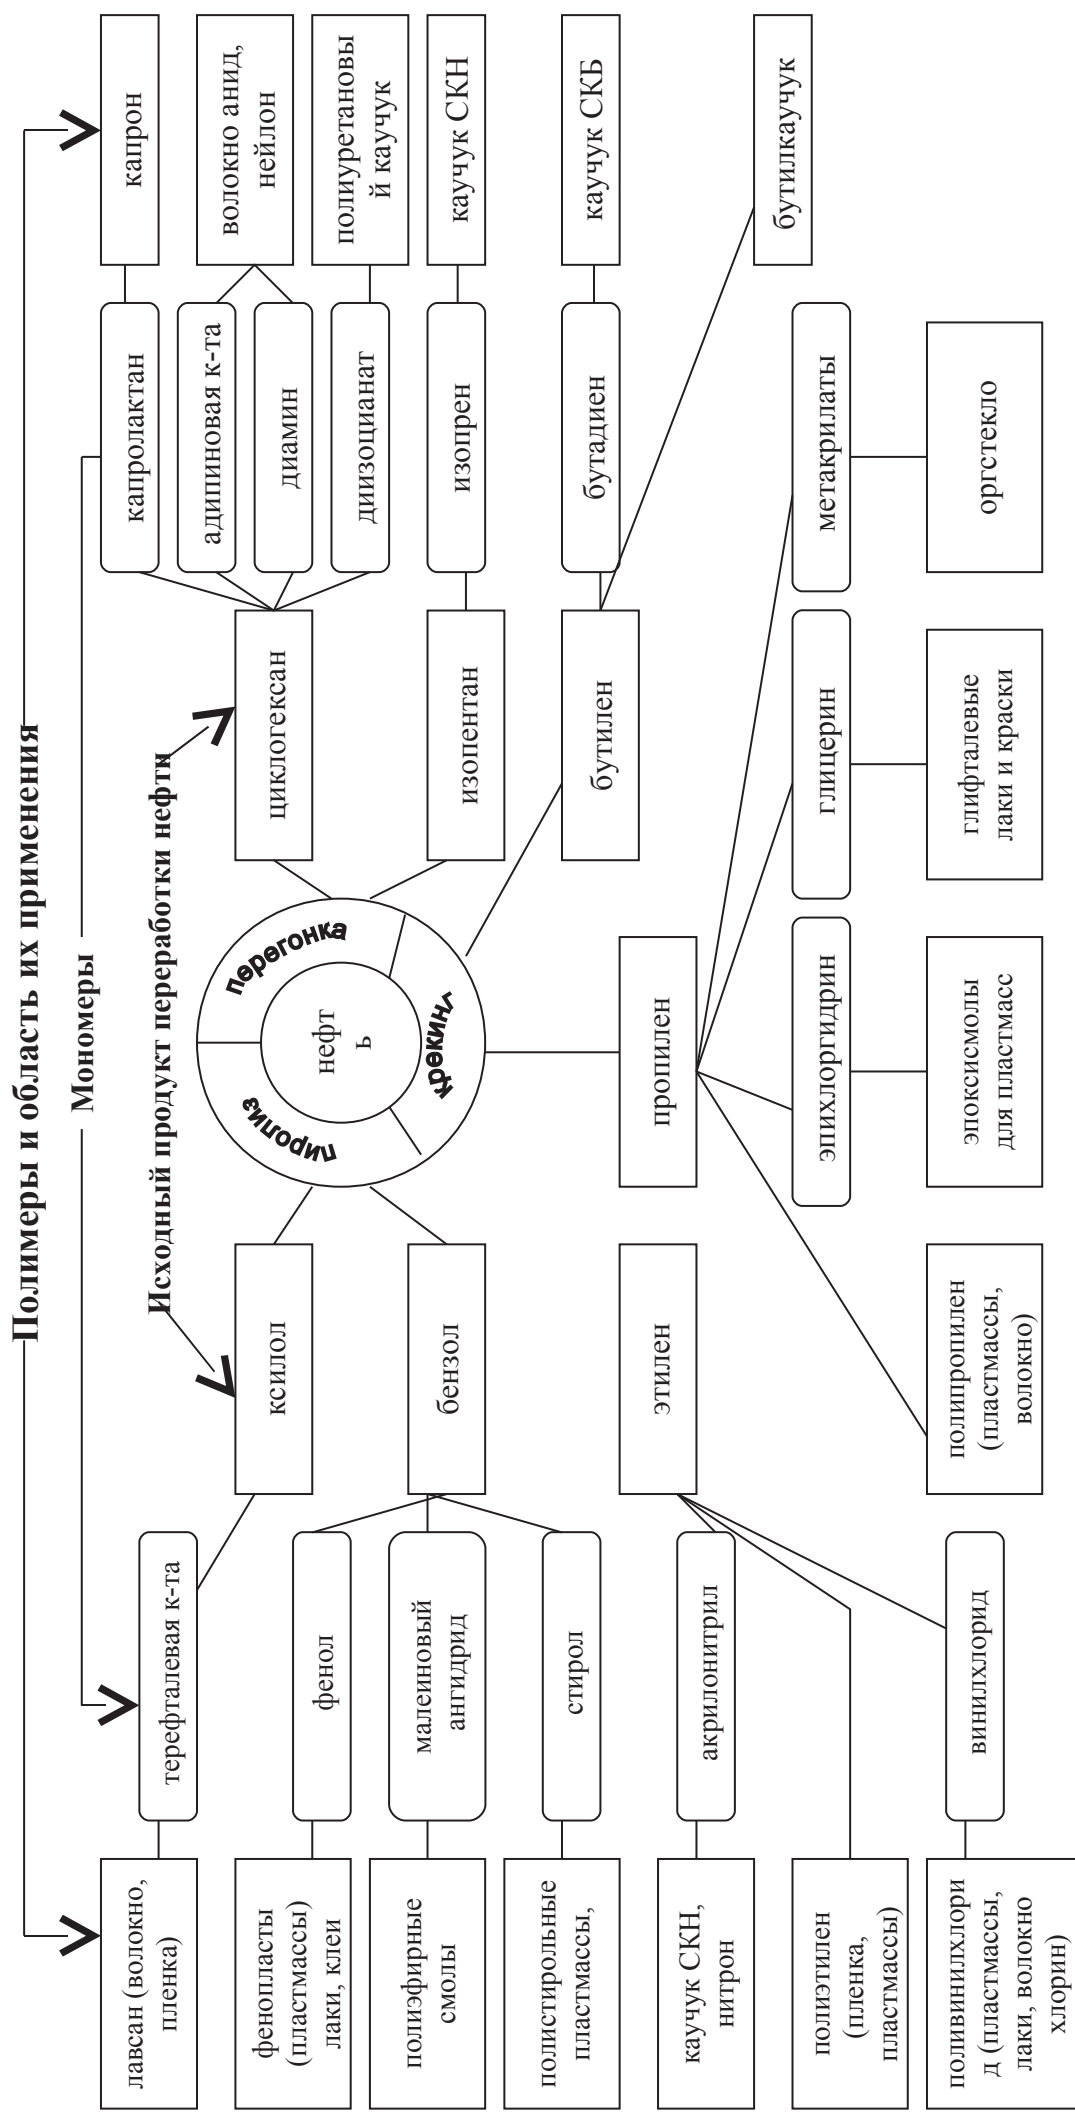 Полимеры и область их применения
Мономеры
Исходный продукт переработки нефти
лавсан (волокно,
пленка)
терефталевая к-та
ксилол
циклогексан
капролактан
капрон
адипиновая к-та
диамин
волокно анид,
нейлон
диизоцианат
полиуретановы
й каучук
фенопласты
(пластмассы)
лаки, клеи
фенол
полиэфирные
смолы
малеиновый
ангидрид
бензол
пиролиз
перегонка
крекинг
нефт
ь
изопентан
изопрен
каучук СКН
полистирольные
пластмассы,
стирол
бутилен
бутадиен
каучук СКБ
каучук СКН,
нитрон
акрилонитрил
этилен
пропилен
бутилкаучук
полиэтилен
(пленка,
пластмассы)
эпихлоргидрин
глицерин
метакрилаты
поливинилхлори
д (пластмассы,
лаки, волокно
хлорин)
винилхлорид
полипропилен
(пластмассы,
волокно)
эпоксисмолы
для пластмасс
глифталевые
лаки и краски
оргстекло